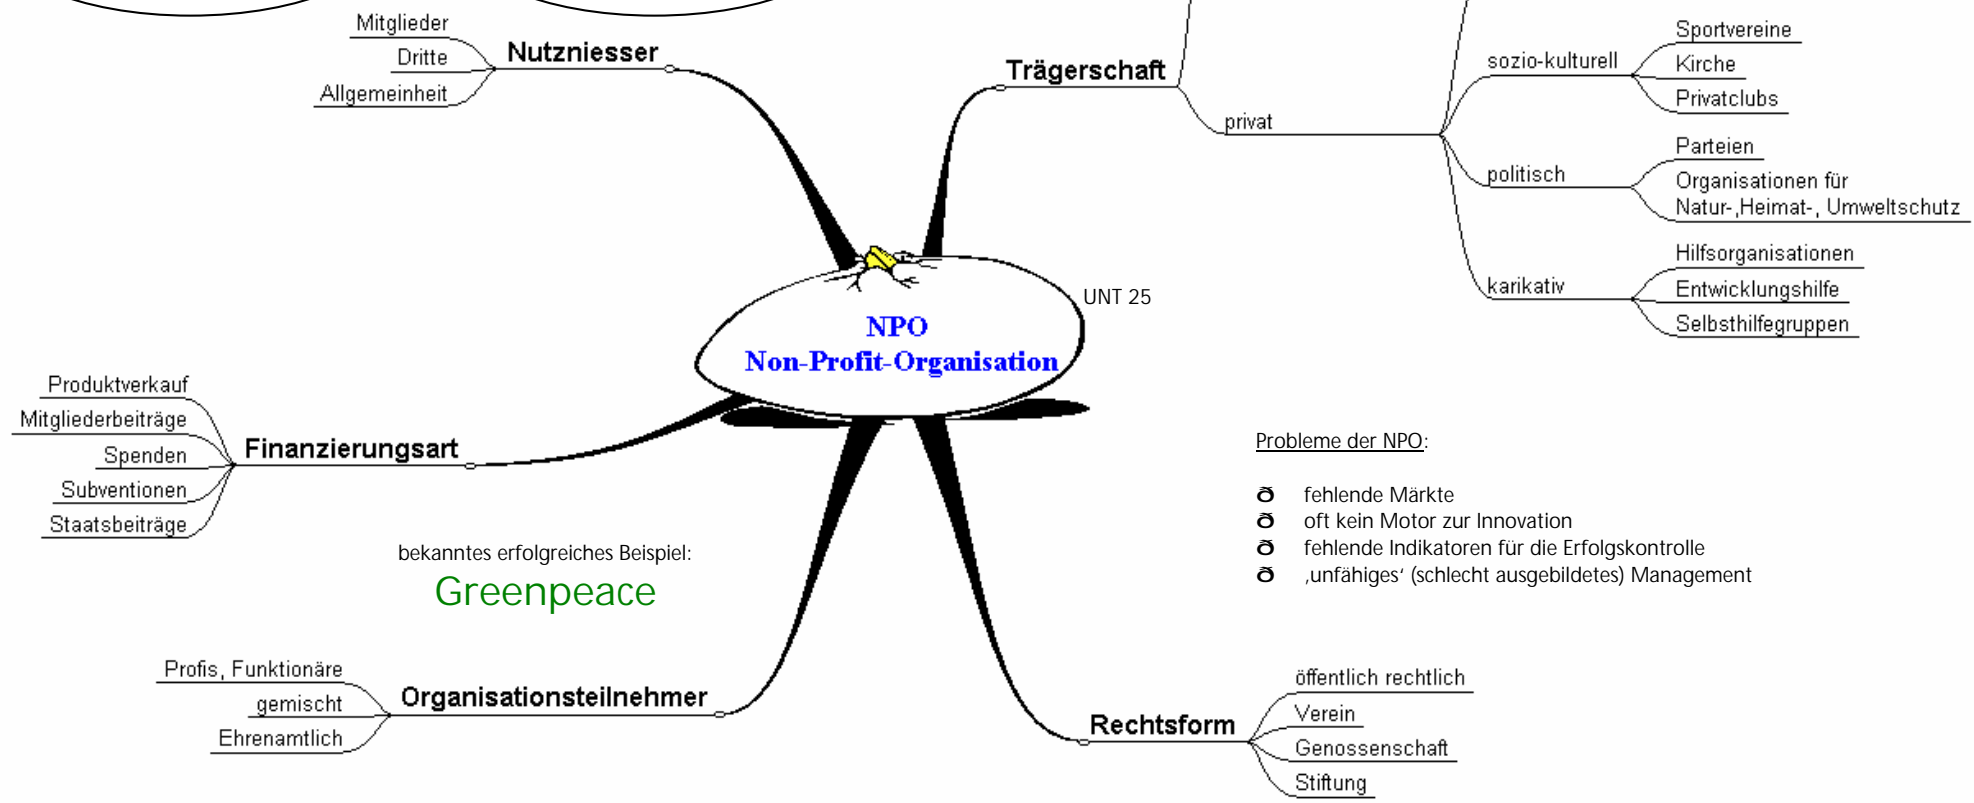 Mitglieder
Dritte
Allgemeinheit
Nutzniesser
Trägerschaft
privat
sozio-kulturell
Sportvereine
Kirche
Privatclubs
politisch
Parteien
Organisationen für
Natur-,Heimat-, Umweltschutz
karikativ
Hilfsorganisationen
Entwicklungshilfe
Selbsthilfegruppen
UNT 25
NPO
Non-Profit-Organisation
Produktverkauf
Mitgliederbeiträge
Spenden
Subventionen
Staatsbeiträge
Finanzierungsart
bekanntes erfolgreiches Beispiel:
Greenpeace
Probleme der NPO:
ð fehlende Märkte
ð oft kein Motor zur Innovation
ð fehlende Indikatoren für die Erfolgskontrolle
ð ‚unfähiges‘ (schlecht ausgebildetes) Management
Profis, Funktionäre
gemischt
Ehrenamtlich
Organisationsteilnehmer
Rechtsform
öffentlich rechtlich
Verein
Genossenschaft
Stiftung